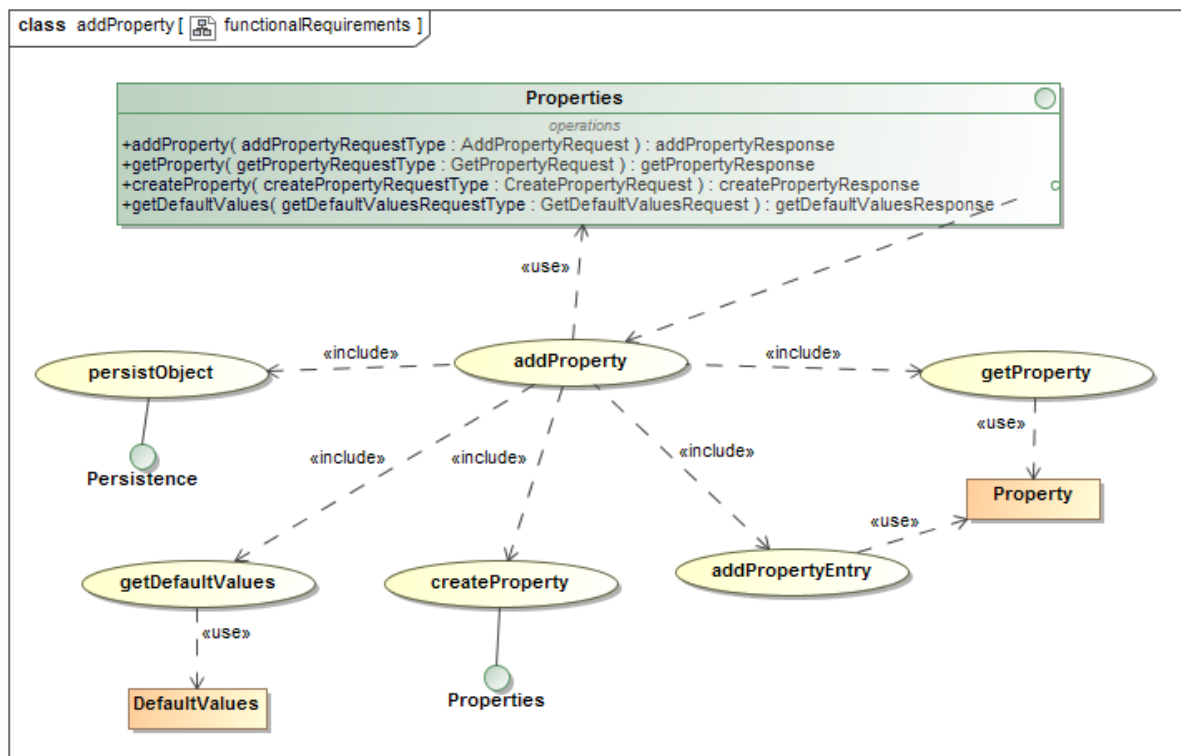 class addProperty [ functionalRequirements ]
Properties
operations
+addProperty( addPropertyRequestType : AddPropertyRequest ) : addPropertyResponse
+getProperty( getPropertyRequestType : GetPropertyRequest ) : getPropertyResponse
+createProperty( createPropertyRequestType : CreatePropertyRequest ) : createPropertyResponse
+getDefaultValues( getDefaultValuesRequestType : GetDefaultValuesRequest ) : getDefaultValuesResponse
«use»
persistObject
«include»
addProperty
«include»
getProperty
«use»
Persistence
«include»
«include»
«include»
Property
«use»
getDefaultValues
createProperty
addPropertyEntry
«use»
DefaultValues
Properties